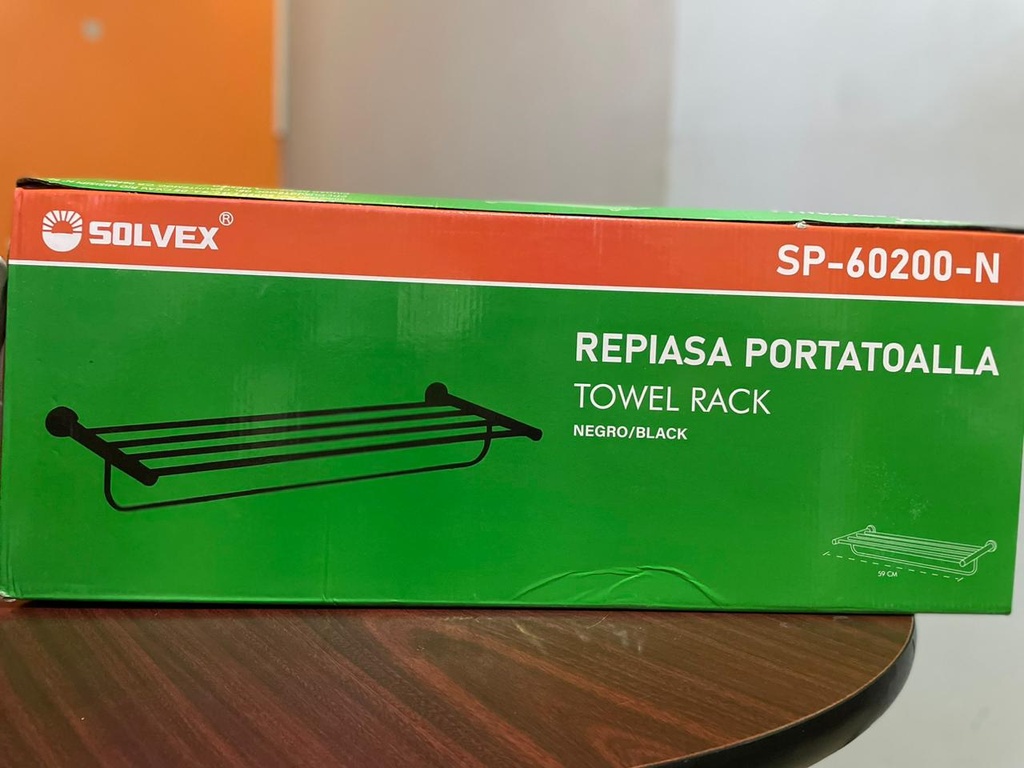 SOLVEX®
SP-60200-N
REPIASA PORTATOALLA
TOWEL RACK
NEGRO/BLACK
59 CM